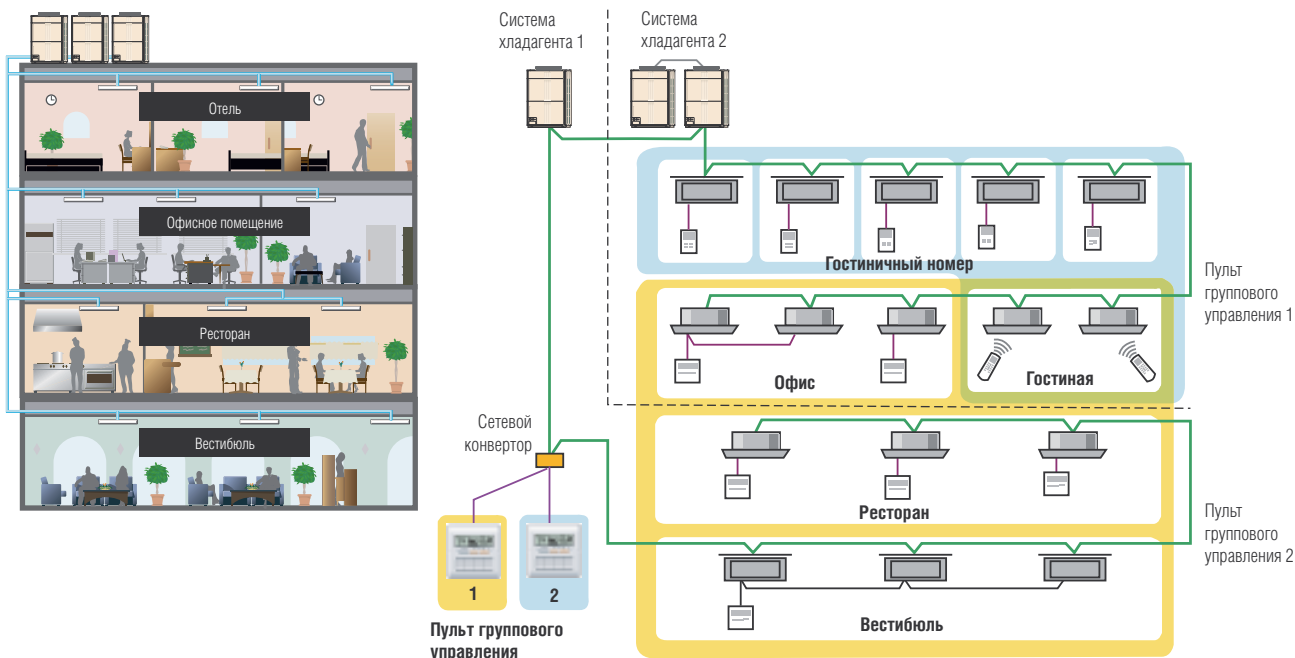 Отель
Офисное помещение
Ресторан
Вестибюль
Система
хладагента 1
Система
хладагента 2
Гостиничный номер
Пульт
группового
управления 1
Офис
Гостиная
Сетевой
конвертор
Ресторан
Пульт
группового
управления 2
Вестибюль
1
2
Пульт группового
управления